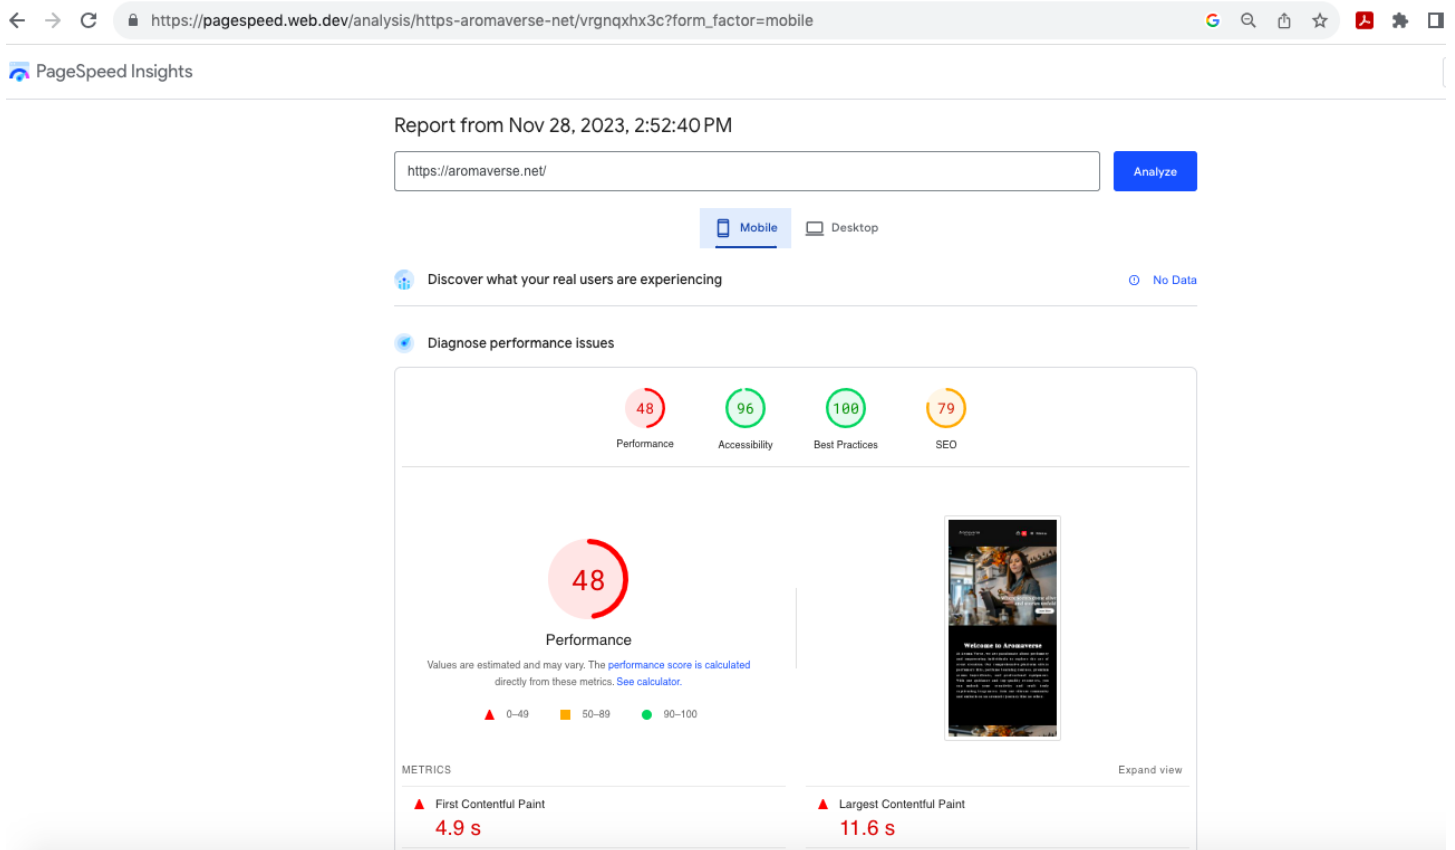 https://pagespeed.web.dev/analysis/https-aromaverse-net/vrgnqxhx3c?form_factor=mobile
PageSpeed Insights
Report from Nov 28, 2023, 2:52:40 PM
https://aromaverse.net/
Analyze
Mobile
Desktop
Discover what your real users are experiencing
No Data
Diagnose performance issues
48
96
100
79
Performance
Accessibility
Best Practices
SEO
48
Performance
Values are estimated and may vary. The performance score is calculated
directly from these metrics. See calculator.
0–49
50–89
90–100
Welcome to Aromaverse
METRICS
Expand view
First Contentful Paint
4.9 s
Largest Contentful Paint
11.6 s